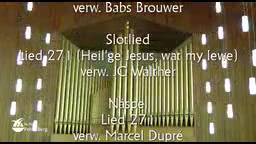 verw. Babs Brouwer
Slotlied
Lied 271 (Heil'ge Jesus, wat my lewe)
verw. JC Walther
Naspel
Lied 271
verw. Marcel Dupré